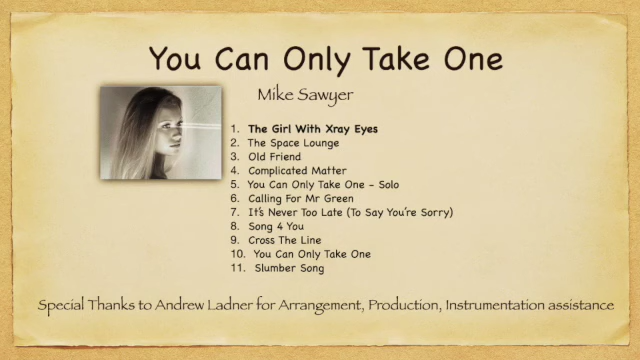 You Can Only Take One
Mike Sawyer
1. The Girl With Xray Eyes
2. The Space Lounge
3. Old Friend
4. Complicated Matter
5. You Can Only Take One - Solo
6. Calling For Mr Green
7. It's Never Too Late (To Say You're Sorry)
8. Song 4 You
9. Cross The Line
10. You Can Only Take One
11. Slumber Song
Special Thanks to Andrew Ladner for Arrangement, Production, Instrumentation assistance